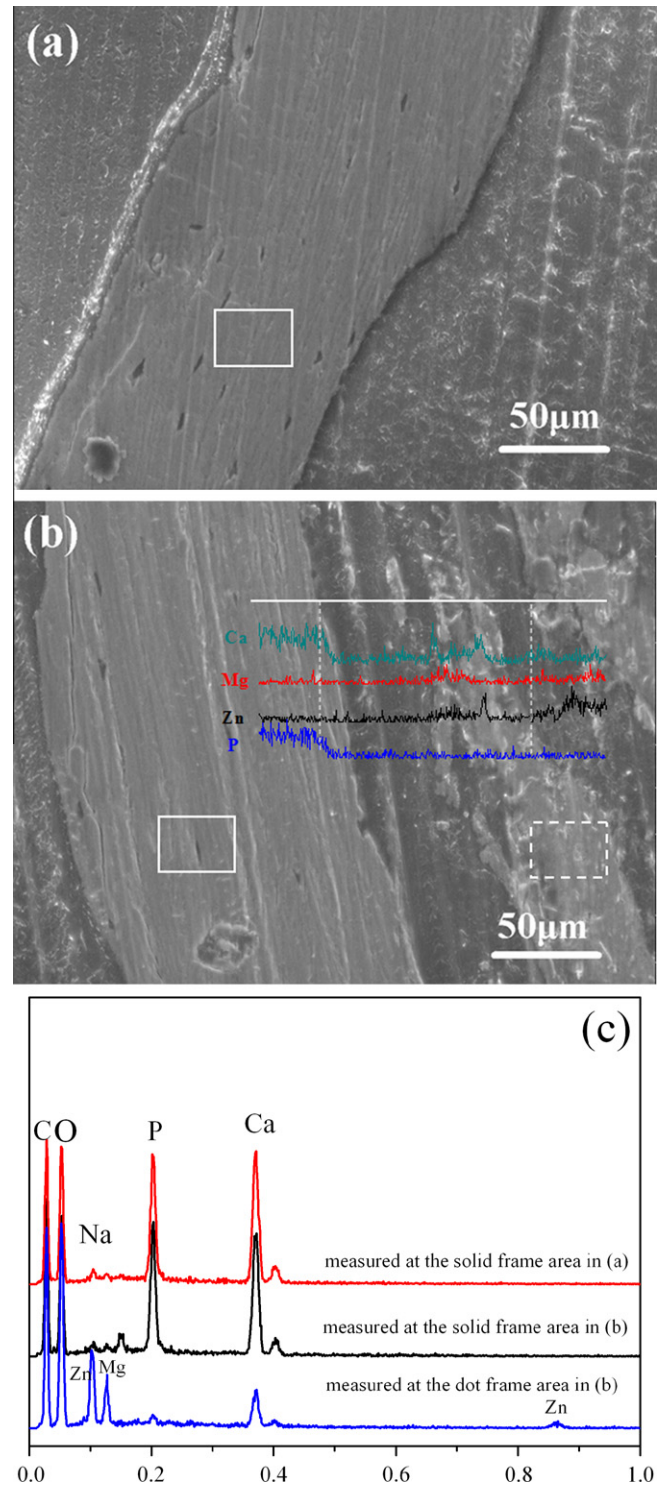 (a)
50μm
(b)
Ca
Mg
Zn
P
50μm
(c)
C O Na P Ca
measured at the solid frame area in (a)
measured at the solid frame area in (b)
Zn Mg
measured at the dot frame area in (b)
Zn
0.0 0.2 0.4 0.6 0.8 1.0